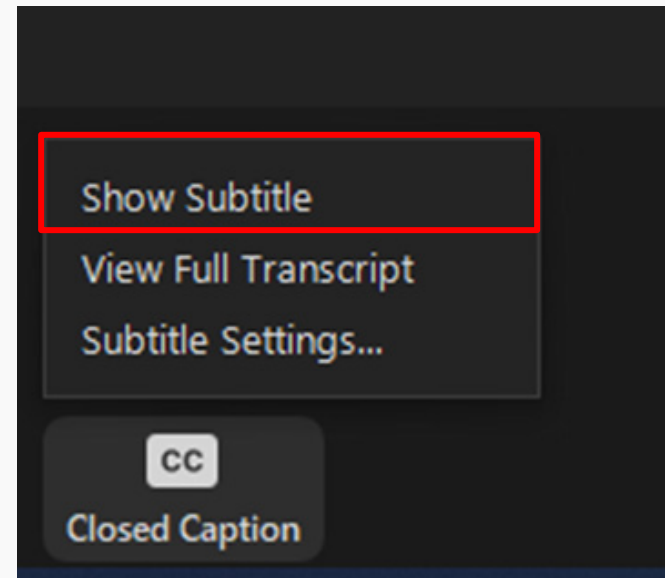 Show Subtitle
View Full Transcript
Subtitle Settings...
CC
Closed Caption